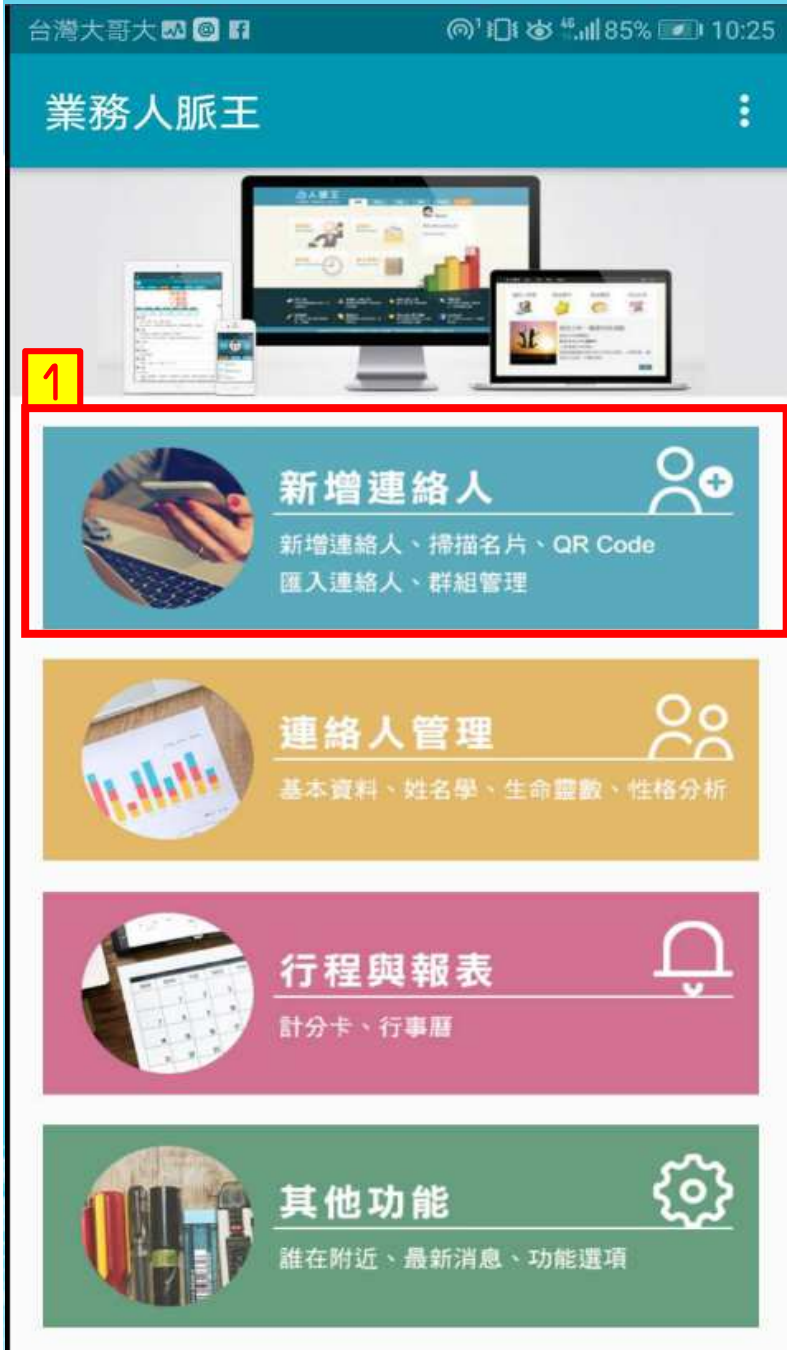 台灣大哥大 85% 10:25
業務人脈王
1
新增連絡人
新增連絡人、掃描名片、QR Code
匯入連絡人、群組管理
連絡人管理
基本資料、姓名學、生命靈數、性格分析
行程與報表
計分卡、行事曆
其他功能
誰在附近、最新消息、功能選項